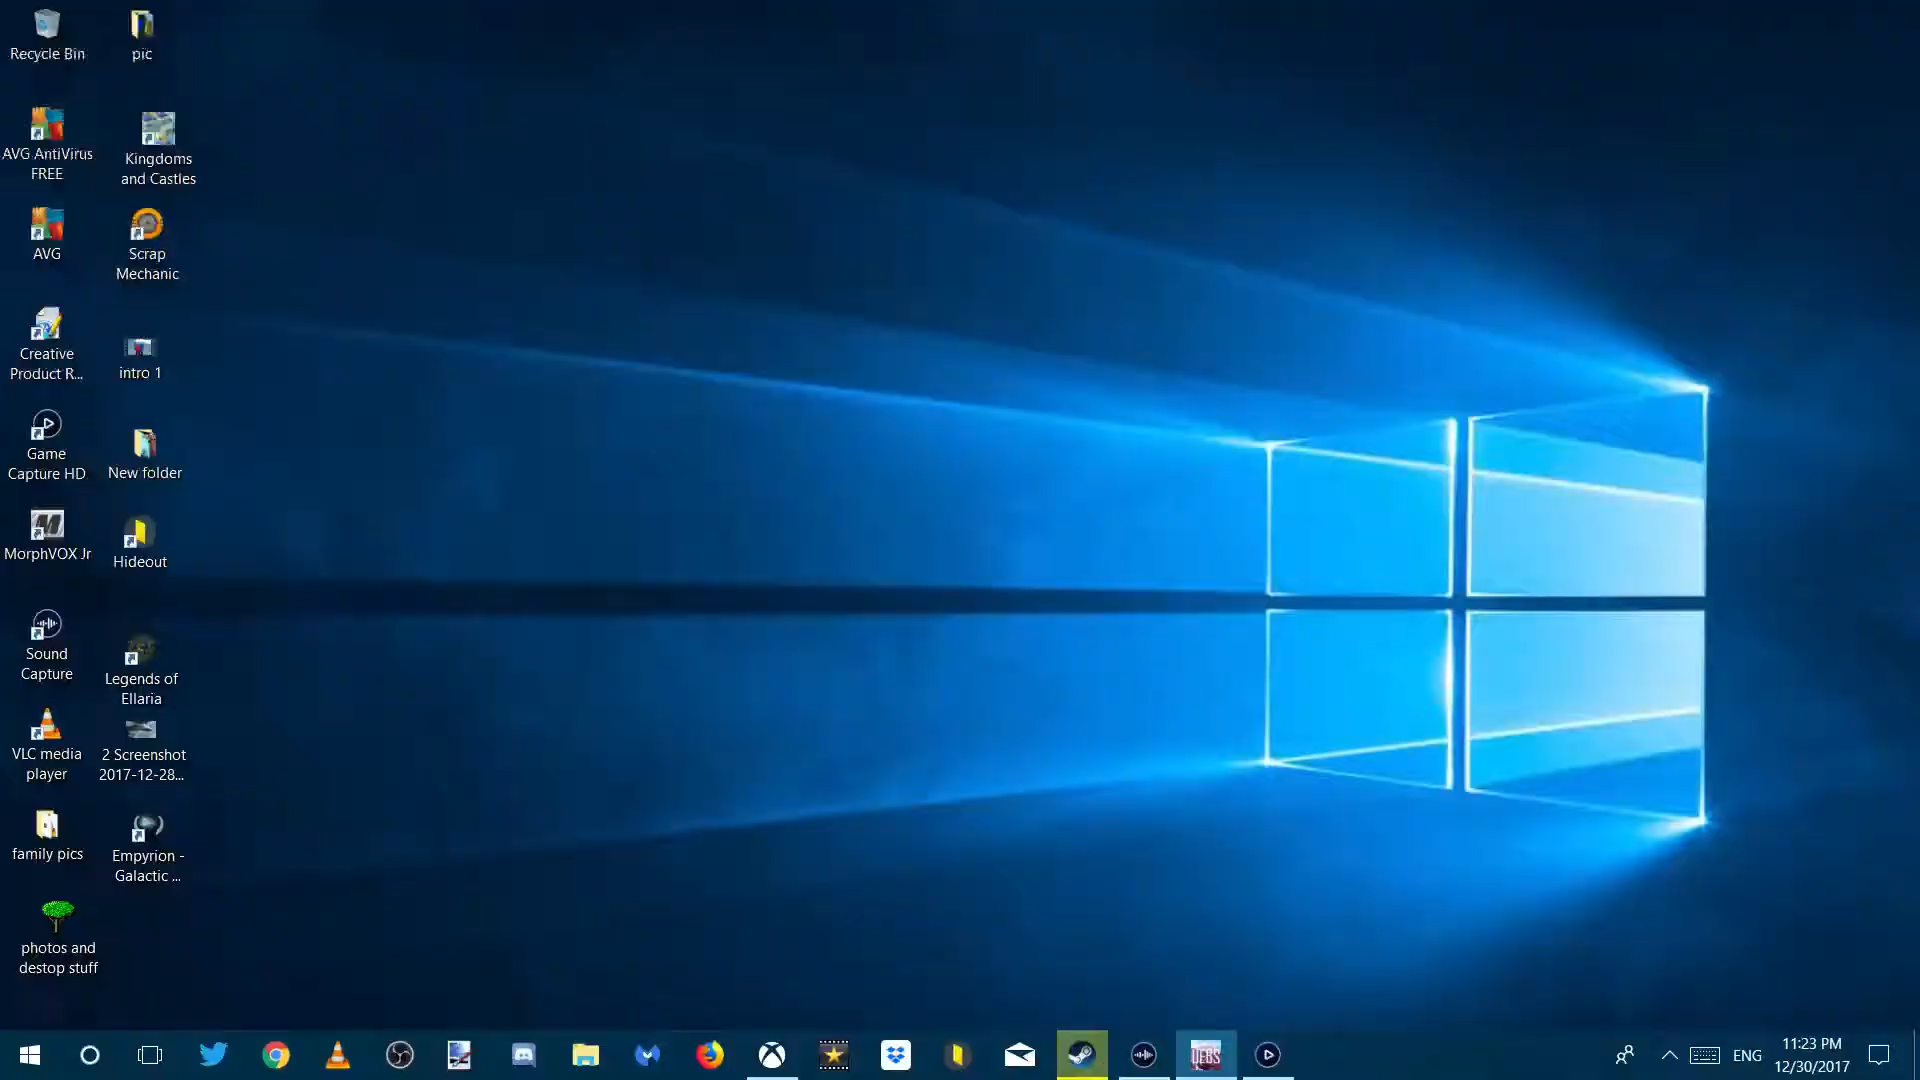 Recycle Bin
pic
AVG AntiVirus
FREE
Kingdoms
and Castles
AVG
Scrap
Mechanic
Creative
Product R...
intro 1
Game
Capture HD
New folder
MorphVOX Jr
Hideout
Sound
Capture
Legends of
Ellaria
VLC media
player
2 Screenshot
2017-12-28...
family pics
Empyrion -
Galactic ...
photos and
destop stuff
UEBS
ENG
11:23 PM
12/30/2017